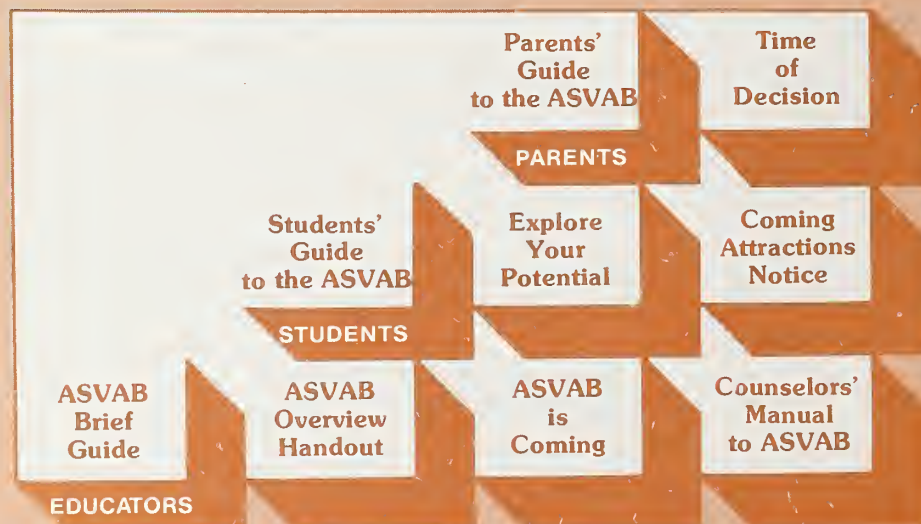 Parents'
Guide
to the ASVAB
Time
of
Decision
PARENTS
Students'
Guide
to the ASVAB
Explore
Your
Potential
Coming
Attractions
Notice
STUDENTS
ASVAB
Brief
Guide
ASVAB
Overview
Handout
ASVAB
is
Coming
Counselors'
Manual
to ASVAB
EDUCATORS